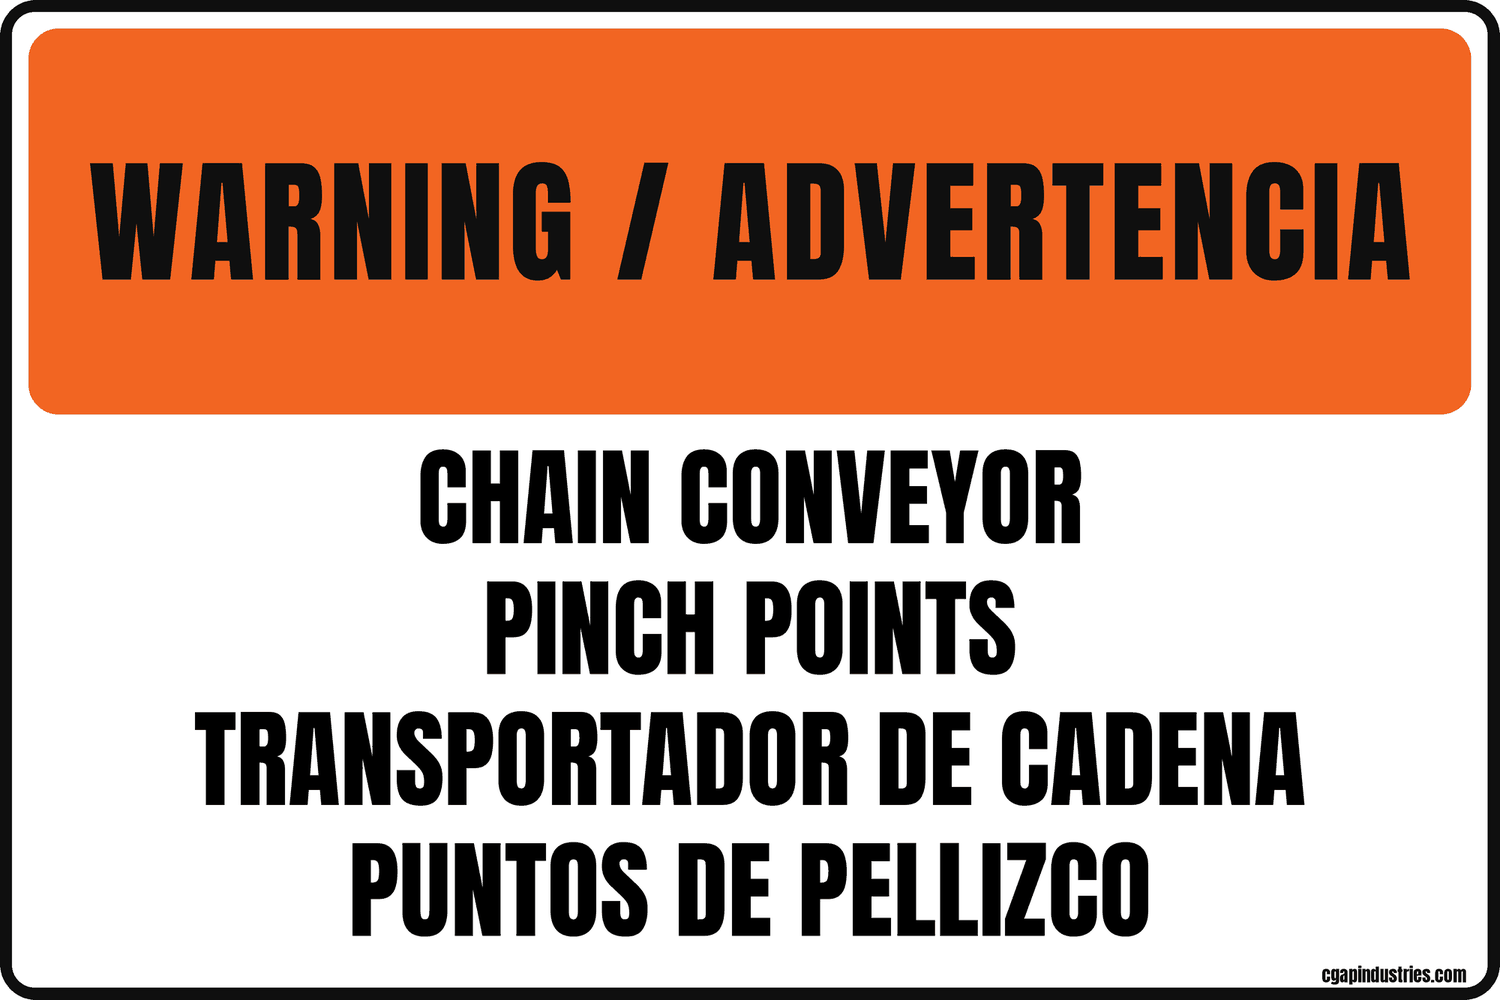 WARNING / ADVERTENCIA
CHAIN CONVEYOR
PINCH POINTS
TRANSPORTADOR DE CADENA
PUNTOS DE PELLIZCO
cgapindustries.com